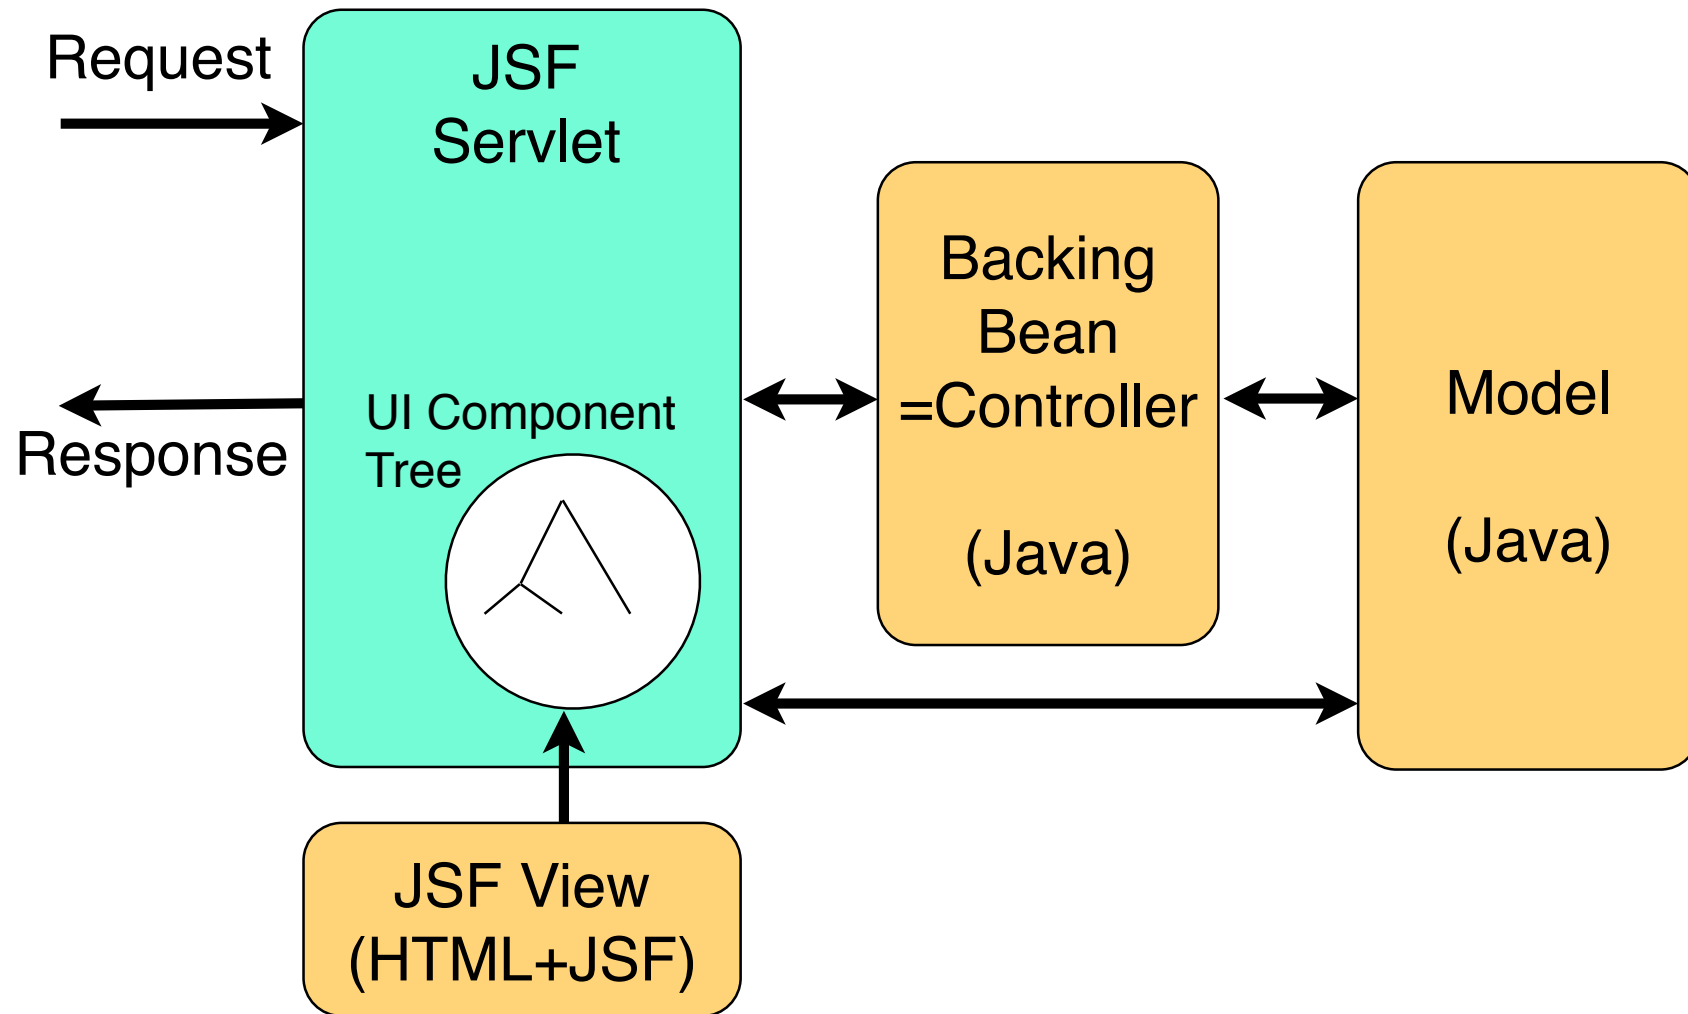 Request
JSF
Servlet
Response
UI Component
Tree
Backing
Bean
=Controller
(Java)
Model
(Java)
JSF View
(HTML+JSF)